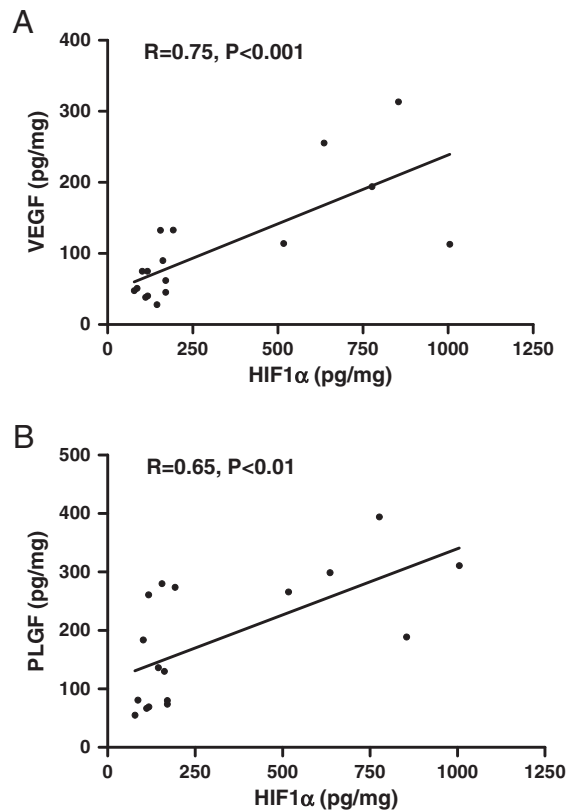 A
R=0.75, P<0.001
VEGF (pg/mg)
400
300
200
100
0
0 250 500 750 1000 1250
HIF1α (pg/mg)
B
R=0.65, P<0.01
PLGF (pg/mg)
500
400
300
200
100
0
0 250 500 750 1000 1250
HIF1α (pg/mg)